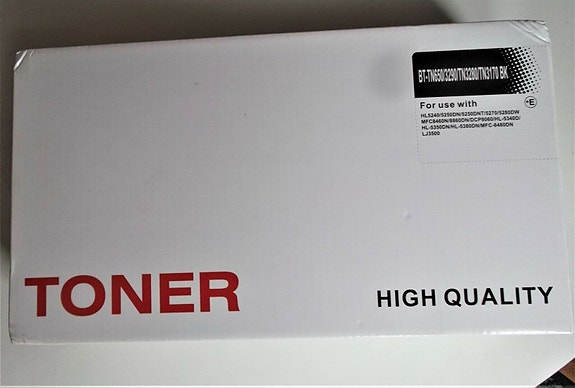 BT-TN650/3290/TN3280/TN3170 BK
For use with
E
HL5240/5250DN/5250DNT/5270/5280DW
MFC8460N/8860DN/DCP8060/HL-5340D/
HL-5350DN/HL-5380DN/MFC-8480DN
LJ3500
TONER
HIGH QUALITY